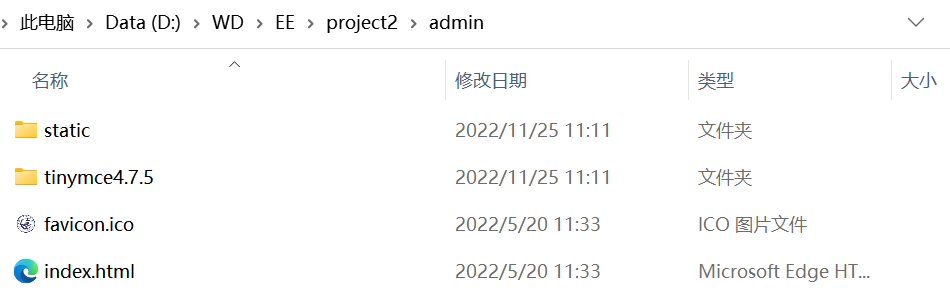 此电脑 > Data (D:) > WD > EE > project2 > admin
名称 修改日期 类型 大小
static 2022/11/25 11:11 文件夹
tinymce4.7.5 2022/11/25 11:11 文件夹
favicon.ico 2022/5/20 11:33 ICO 图片文件
index.html 2022/5/20 11:33 Microsoft Edge HT...